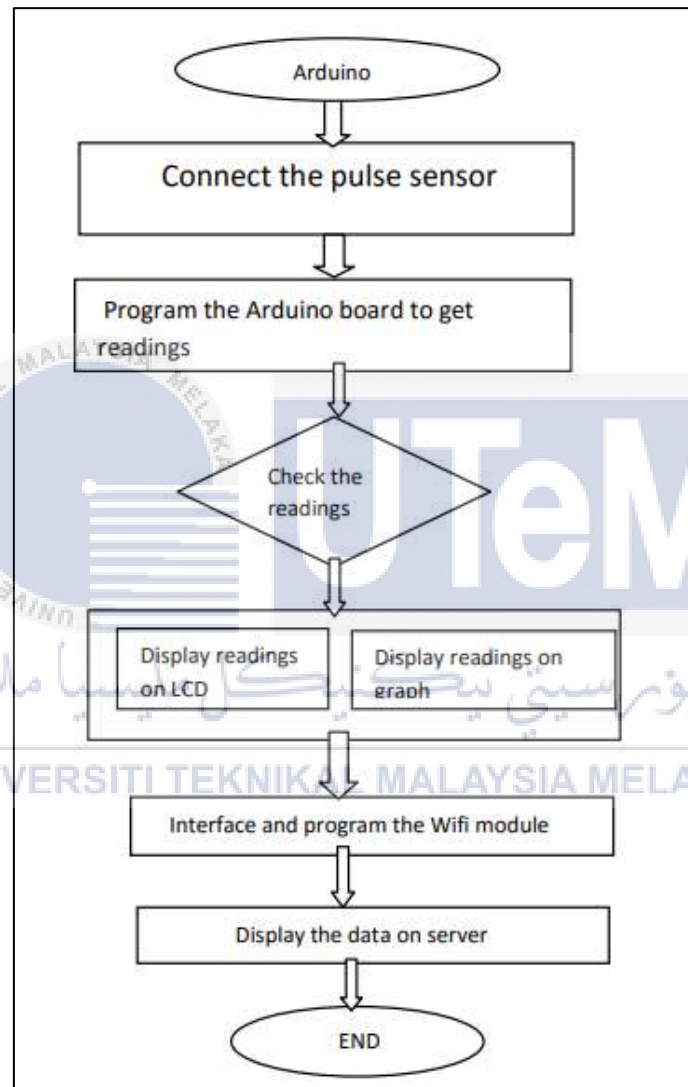 Arduino
Connect the pulse sensor
Program the Arduino board to get
readings
MALAYSIA MELAKA
UTeM
Check the
readings
Display readings
on LCD
Display readings on
graph
VERSITI TEKNIKAL MALAYSIA MELA
Interface and program the Wifi module
Display the data on server
END